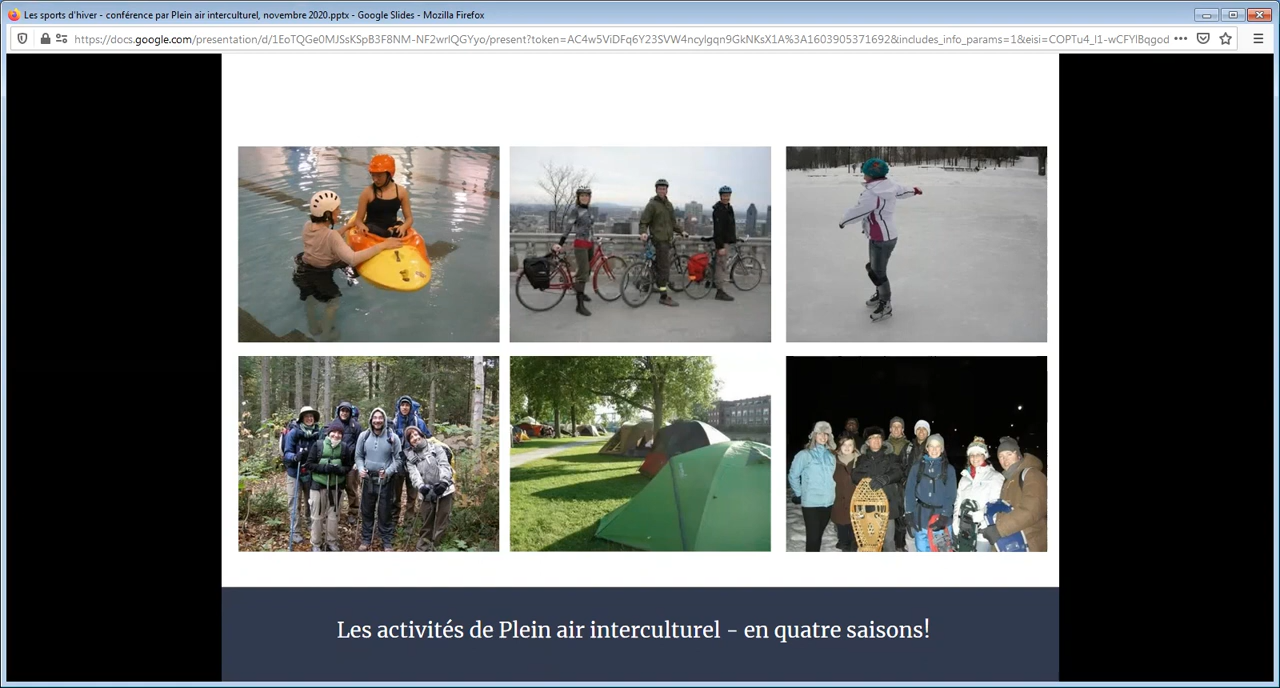 Les sports d'hiver - conférence par Plein air interculturel, novembre 2020.pptx - Google Slides - Mozilla Firefox
https://docs.google.com/presentation/d/1EoTQGe0MJSsKSpB3F8NM-NF2wrlQGYyo/present?token=AC4w5ViDFq6Y23SVW4ncylgqn9GkNKsX1A%3A1603905371692&includes_info_params=1&eisi=COPTu4_l1-wCFYlBqgod
Les activités de Plein air interculturel - en quatre saisons!